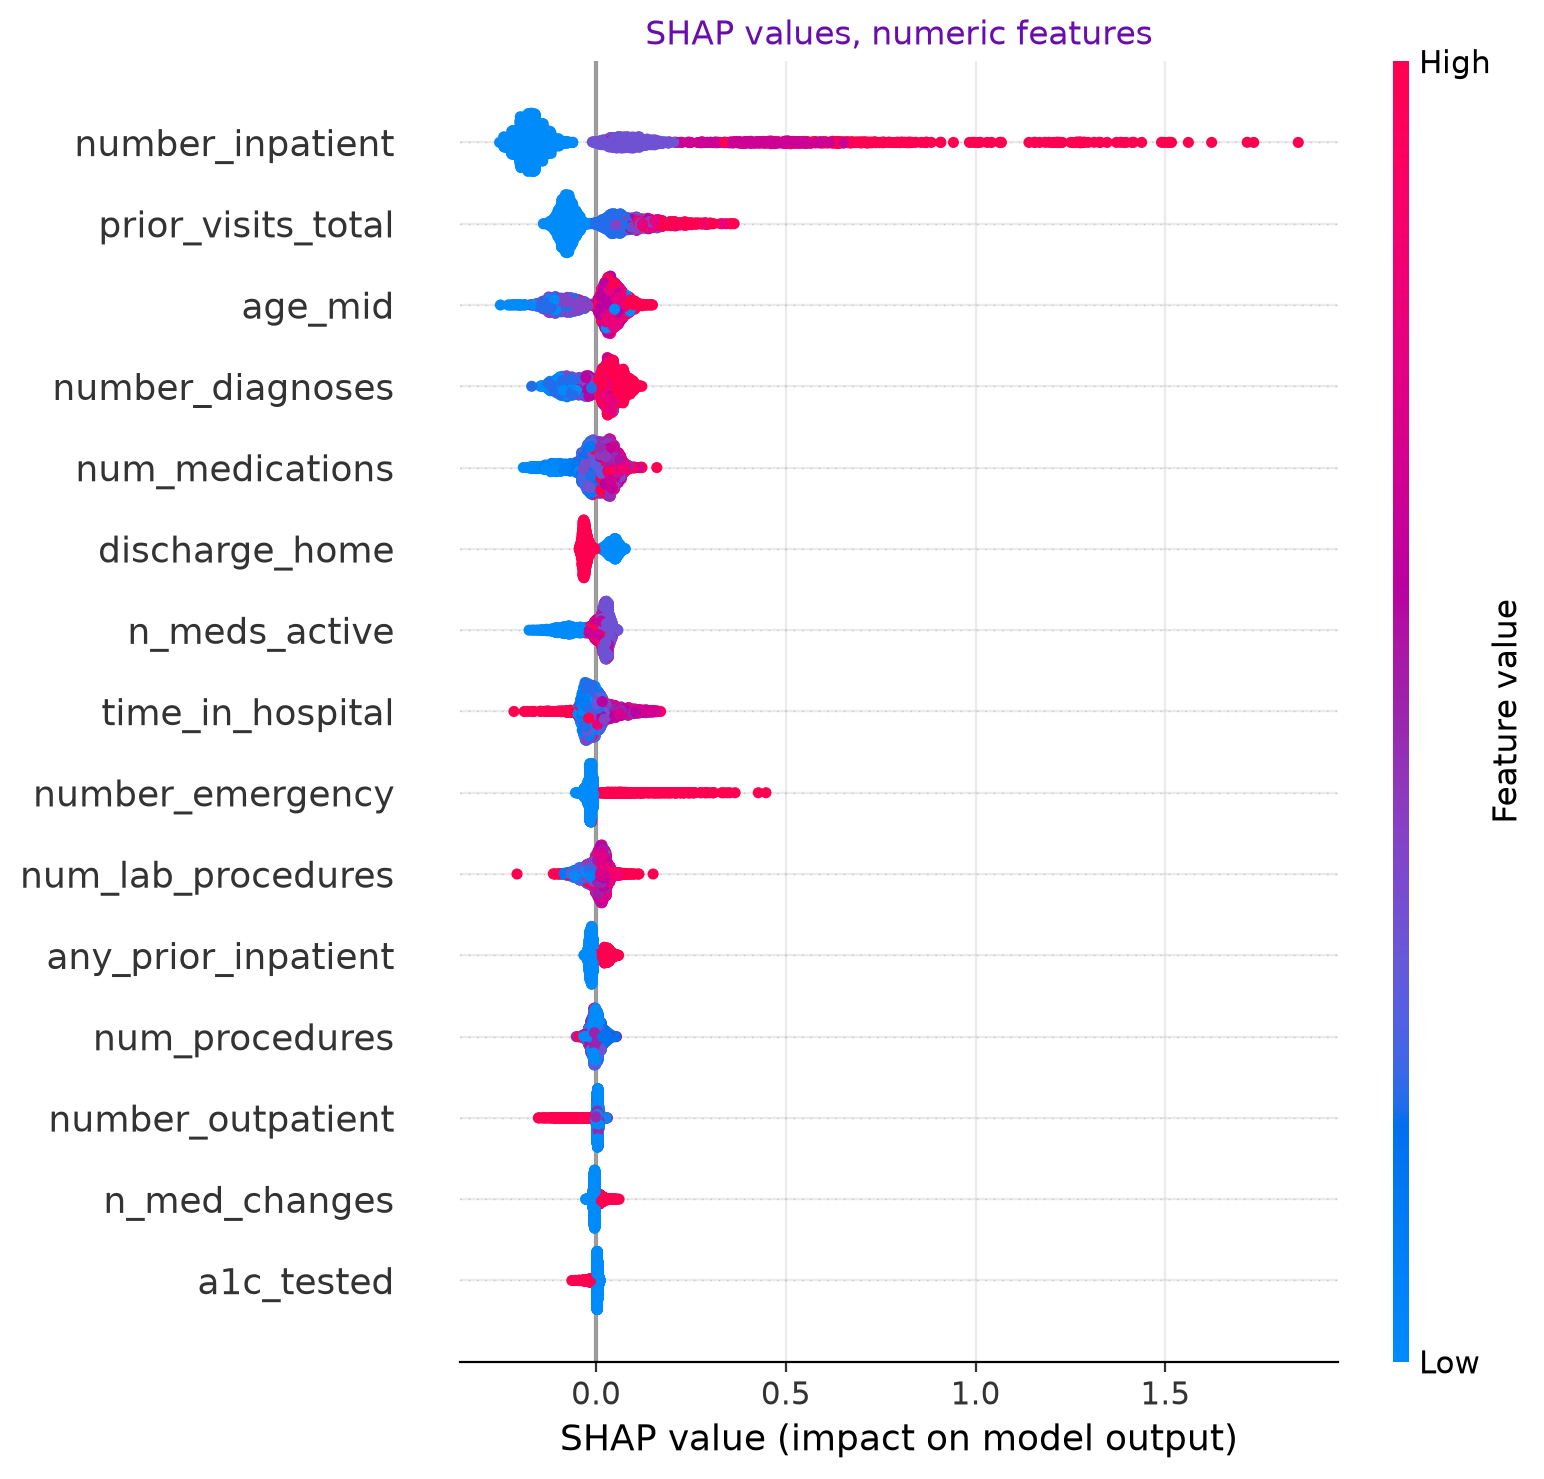 SHAP values, numeric features
High
number_inpatient
prior_visits_total
age_mid
number_diagnoses
num_medications
discharge_home
n_meds_active
time_in_hospital
number_emergency
num_lab_procedures
any_prior_inpatient
num_procedures
number_outpatient
n_med_changes
a1c_tested
Feature value
Low
0.0 0.5 1.0 1.5
SHAP value (impact on model output)